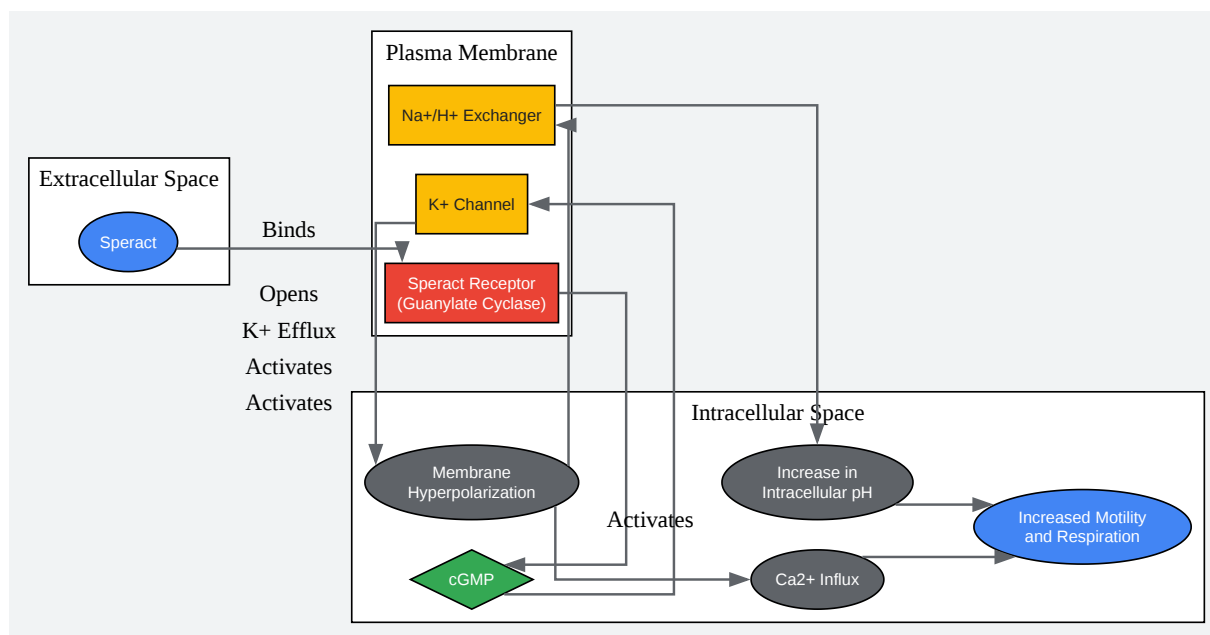 Plasma Membrane
Na+/H+ Exchanger
Extracellular Space
K+ Channel
Speract
Binds
Speract Receptor
(Guanylate Cyclase)
Opens
K+ Efflux
Activates
Activates
Intracellular Space
Membrane
Hyperpolarization
Increase in
Intracellular pH
Activates
Increased Motility
and Respiration
cGMP
Ca2+ Influx